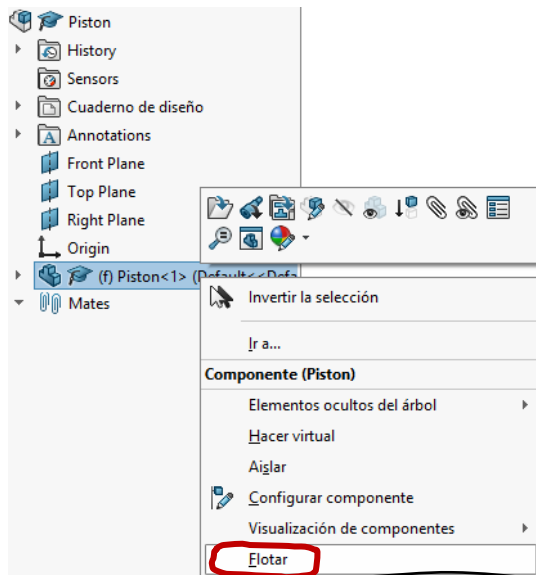 Piston
History
Sensors
Cuaderno de diseño
Annotations
Front Plane
Top Plane
Right Plane
Origin
(f) Piston<1> (Default<<Defa
Mates
Invertir la selección
Ir a...
Componente (Piston)
Elementos ocultos del árbol
Hacer virtual
Aislar
Configurar componente
Visualización de componentes
Flotar